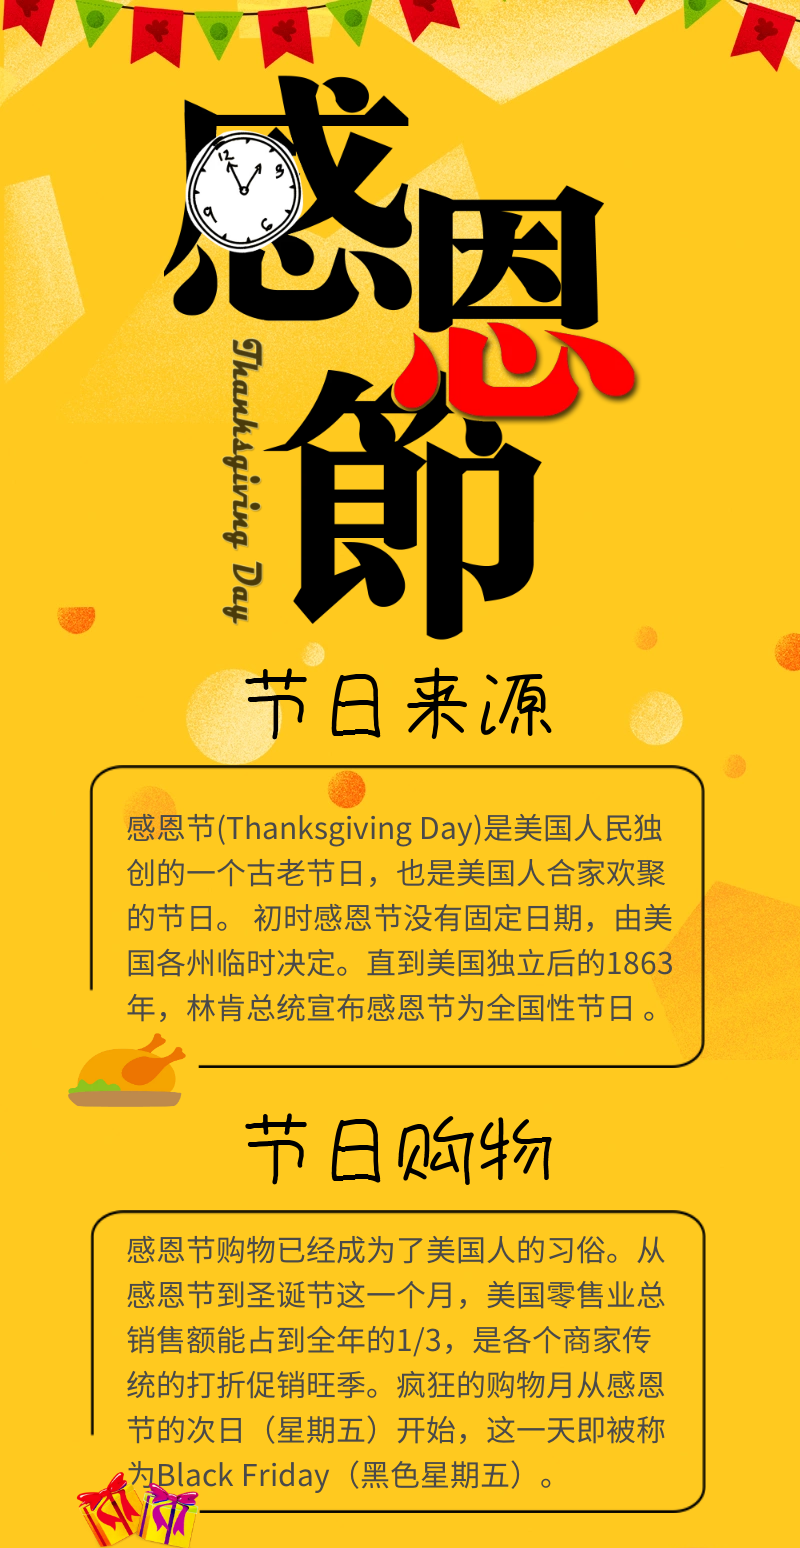 感恩
節
Thanksgiving Day
12
3
6
9
节日来源
感恩节(Thanksgiving Day)是美国人民独
创的一个古老节日，也是美国人合家欢聚
的节日。 初时感恩节没有固定日期，由美
国各州临时决定。直到美国独立后的1863
年，林肯总统宣布感恩节为全国性节日 。
节日购物
感恩节购物已经成为了美国人的习俗。从
感恩节到圣诞节这一个月，美国零售业总
销售额能占到全年的1/3，是各个商家传
统的打折促销旺季。疯狂的购物月从感恩
节的次日（星期五）开始，这一天即被称
为Black Friday（黑色星期五）。